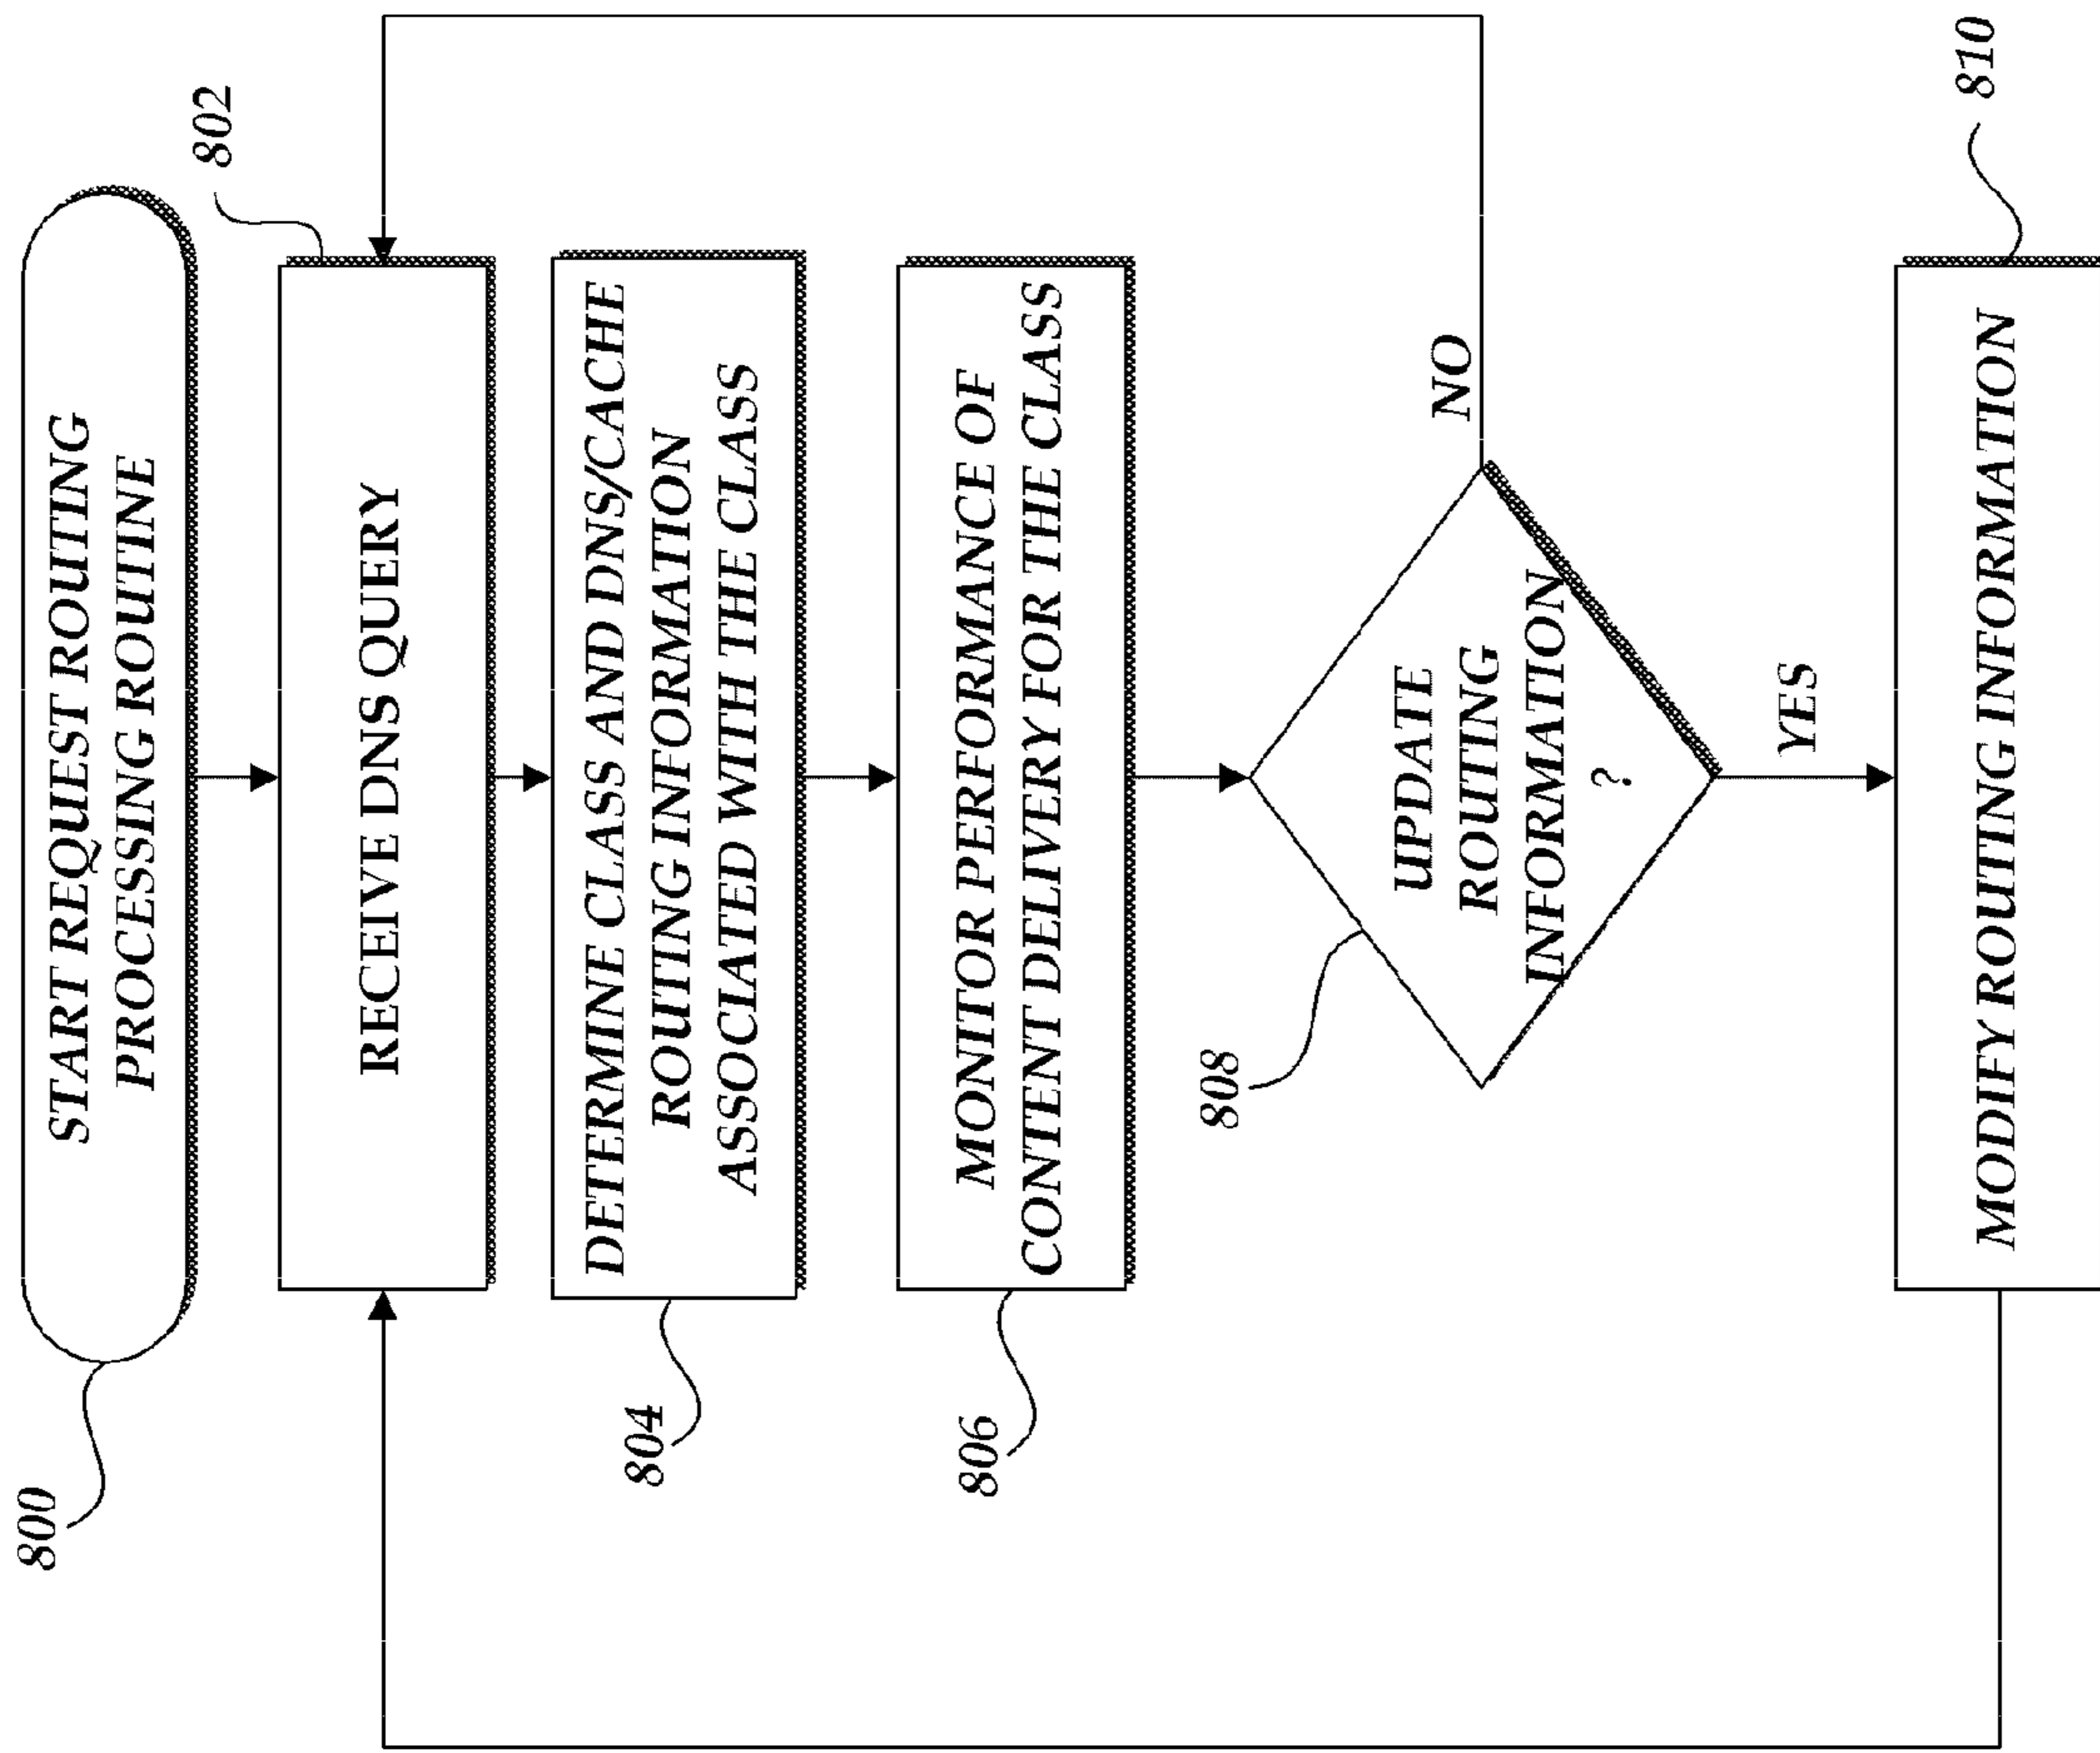 800
START REQUEST ROUTING
PROCESSING ROUTINE
802
RECEIVE DNS QUERY
804
DETERMINE CLASS AND DNS/CACHE
ROUTING INFORMATION
ASSOCIATED WITH THE CLASS
806
MONITOR PERFORMANCE OF
CONTENT DELIVERY FOR THE CLASS
808
UPDATE
ROUTING
INFORMATION
?
NO
YES
810
MODIFY ROUTING INFORMATION